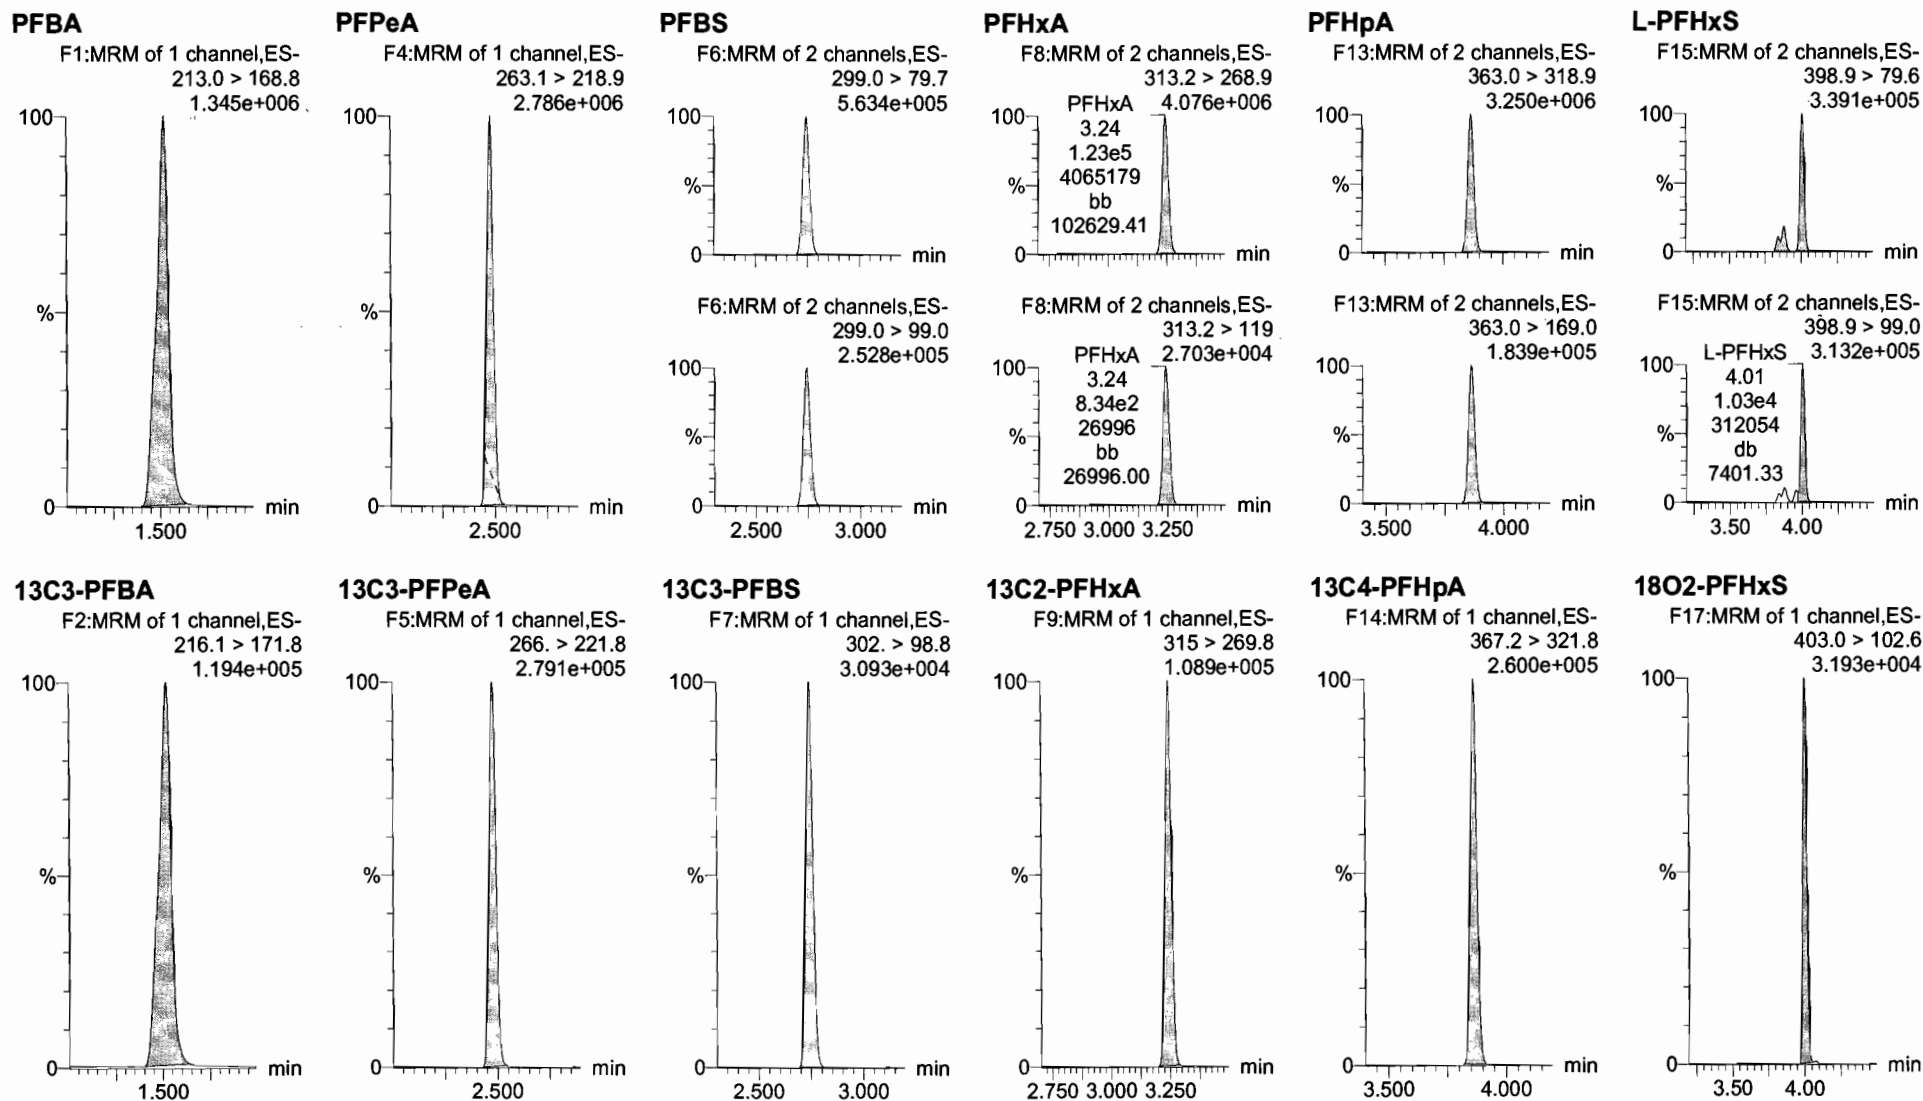 PFBA
F1:MRM of 1 channel,ES-
213.0 > 168.8
1.345e+006
100
%
0
min
1.500
PFPeA
F4:MRM of 1 channel,ES-
263.1 > 218.9
2.786e+006
100
%
0
min
2.500
PFBS
F6:MRM of 2 channels,ES-
299.0 > 79.7
5.634e+005
100
%
0
min
F6:MRM of 2 channels,ES-
299.0 > 99.0
2.528e+005
100
%
0
min
2.500 3.000
PFHxA
F8:MRM of 2 channels,ES-
313.2 > 268.9
4.076e+006
100
%
0
min
PFHxA
3.24
1.23e5
4065179
bb
102629.41
F8:MRM of 2 channels,ES-
313.2 > 119
2.703e+004
100
%
0
min
PFHxA
3.24
8.34e2
26996
bb
26996.00
2.750 3.000 3.250
PFHpA
F13:MRM of 2 channels,ES-
363.0 > 318.9
3.250e+006
100
%
0
min
F13:MRM of 2 channels,ES-
363.0 > 169.0
1.839e+005
100
%
0
min
3.500 4.000
L-PFHxS
F15:MRM of 2 channels,ES-
398.9 > 79.6
3.391e+005
100
%
0
min
F15:MRM of 2 channels,ES-
398.9 > 99.0
3.132e+005
100
%
0
min
L-PFHxS
4.01
1.03e4
312054
db
7401.33
3.50 4.00
13C3-PFBA
F2:MRM of 1 channel,ES-
216.1 > 171.8
1.194e+005
100
%
0
min
1.500
13C3-PFPeA
F5:MRM of 1 channel,ES-
266. > 221.8
2.791e+005
100
%
0
min
2.500
13C3-PFBS
F7:MRM of 1 channel,ES-
302. > 98.8
3.093e+004
100
%
0
min
2.500 3.000
13C2-PFHxA
F9:MRM of 1 channel,ES-
315 > 269.8
1.089e+005
100
%
0
min
2.750 3.000 3.250
13C4-PFHpA
F14:MRM of 1 channel,ES-
367.2 > 321.8
2.600e+005
100
%
0
min
3.500 4.000
18O2-PFHxS
F17:MRM of 1 channel,ES-
403.0 > 102.6
3.193e+004
100
%
0
min
3.50 4.00